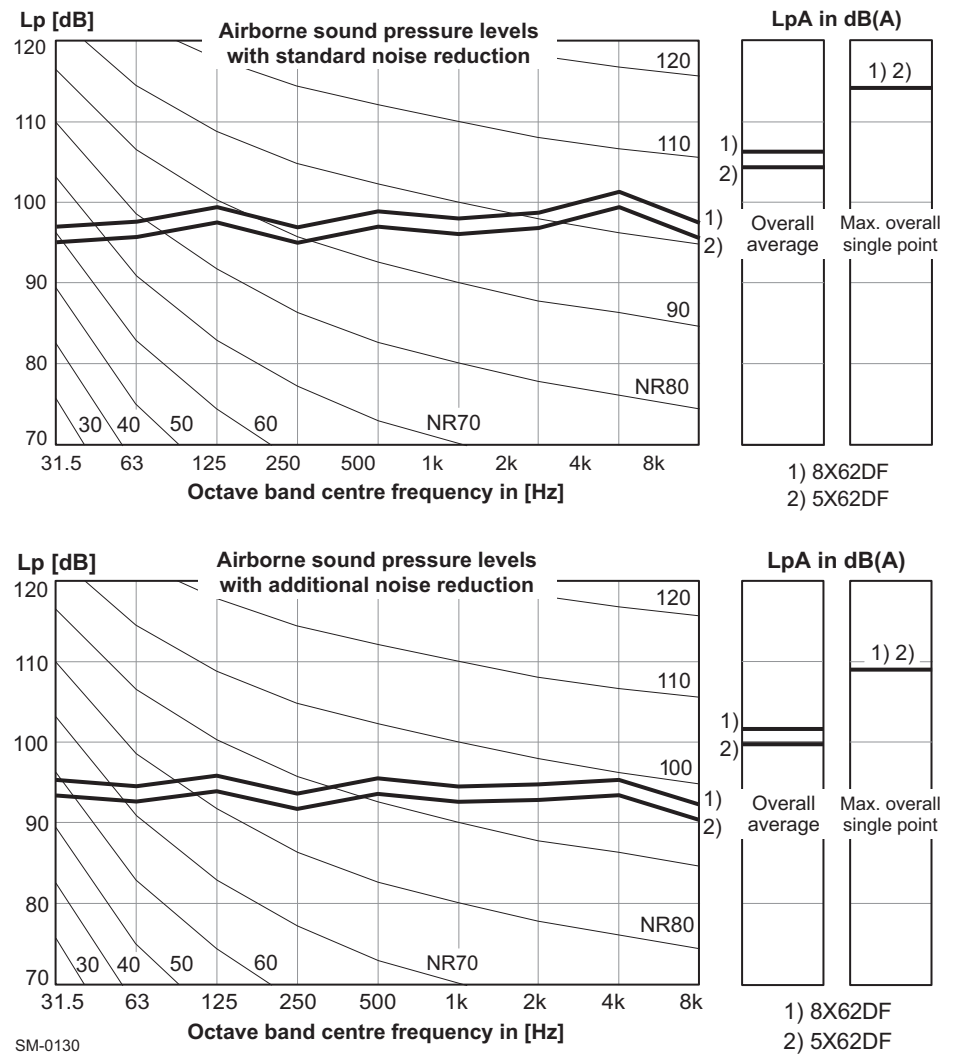 Lp [dB]
Airborne sound pressure levels
with standard noise reduction
LpA in dB(A)
120
110
100
90
80
70
120
110
90
NR80
NR70
60
50
40
30
1)
2)
31.5 63 125 250 500 1k 2k 4k 8k
Octave band centre frequency in [Hz]
1)
2)
Overall
average
1) 2)
Max. overall
single point
1) 8X62DF
2) 5X62DF
Lp [dB]
Airborne sound pressure levels
with additional noise reduction
LpA in dB(A)
120
110
100
90
80
70
120
110
100
NR80
NR70
60
50
40
30
1)
2)
31.5 63 125 250 500 1k 2k 4k 8k
Octave band centre frequency in [Hz]
1)
2)
Overall
average
1) 2)
Max. overall
single point
1) 8X62DF
2) 5X62DF
SM-0130